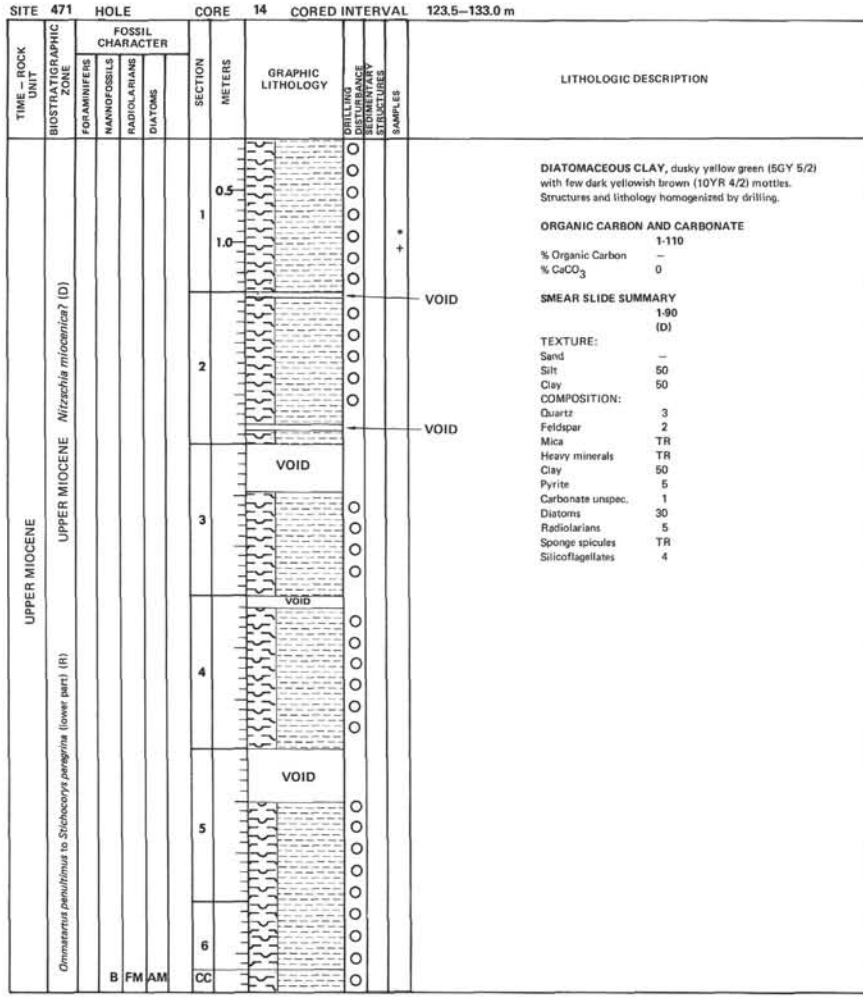 SITE 471 HOLE CORE 14 CORED INTERVAL 123.5–133.0 m
TIME – ROCK UNIT
BIOSTRATIGRAPHIC ZONE
FOSSIL CHARACTER
FORAMINIFERS
NANNOFOSSILS
RADIOLARIANS
DIATOMS
SECTION
METERS
GRAPHIC LITHOLOGY
DRILLING DISTURBANCE
SEDIMENTARY STRUCTURES
SAMPLES
LITHOLOGIC DESCRIPTION
UPPER MIOCENE
UPPER MIOCENE Nitzschia miocenica? (D)
Ommatartus penultimus to Stichocorys peregrina (lower part) (R)
B FM AM
1
0.5
1.0
*
+
VOID
2
VOID
VOID
3
VOID
4
VOID
5
6
CC
DIATOMACEOUS CLAY, dusky yellow green (5GY 5/2)
with few dark yellowish brown (10YR 4/2) mottles.
Structures and lithology homogenized by drilling.
ORGANIC CARBON AND CARBONATE
1-110
% Organic Carbon –
% CaCO3 0
SMEAR SLIDE SUMMARY
1-90
(D)
TEXTURE:
Sand –
Silt 50
Clay 50
COMPOSITION:
Quartz 3
Feldspar 2
Mica TR
Heavy minerals TR
Clay 50
Pyrite 5
Carbonate unspec. 1
Diatoms 30
Radiolarians 5
Sponge spicules TR
Silicoflagellates 4